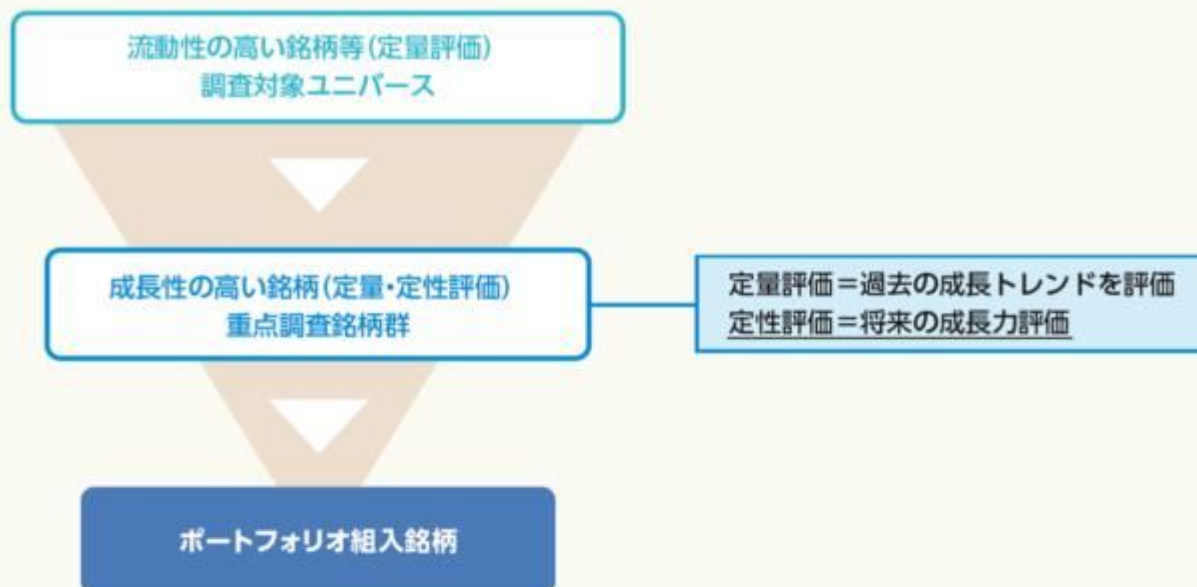 流動性の高い銘柄等(定量評価)
調査対象ユニバース
成長性の高い銘柄(定量・定性評価)
重点調査銘柄群
定量評価=過去の成長トレンドを評価
定性評価=将来の成長力評価
ポートフォリオ組入銘柄